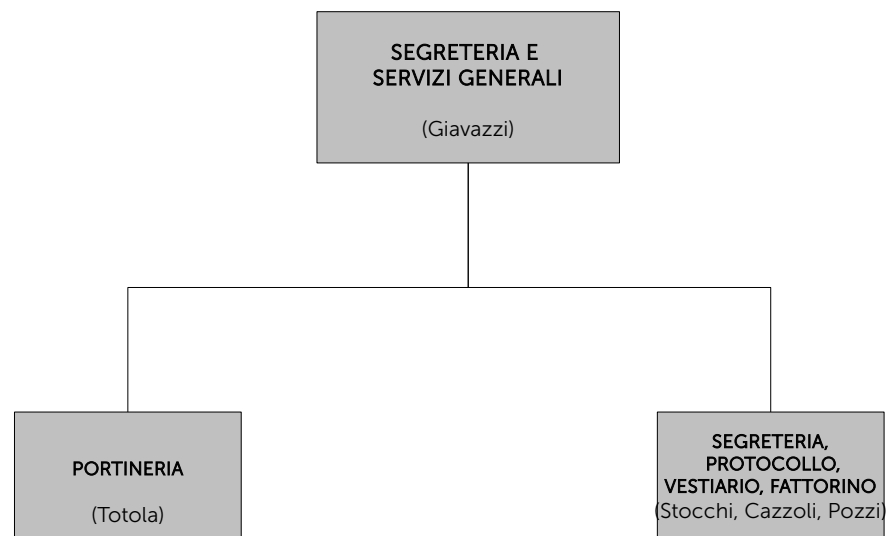 SEGRETERIA E
SERVIZI GENERALI
(Giavazzi)
PORTINERIA
(Totola)
SEGRETERIA,
PROTOCOLLO,
VESTIARIO, FATTORINO
(Stocchi, Cazzoli, Pozzi)